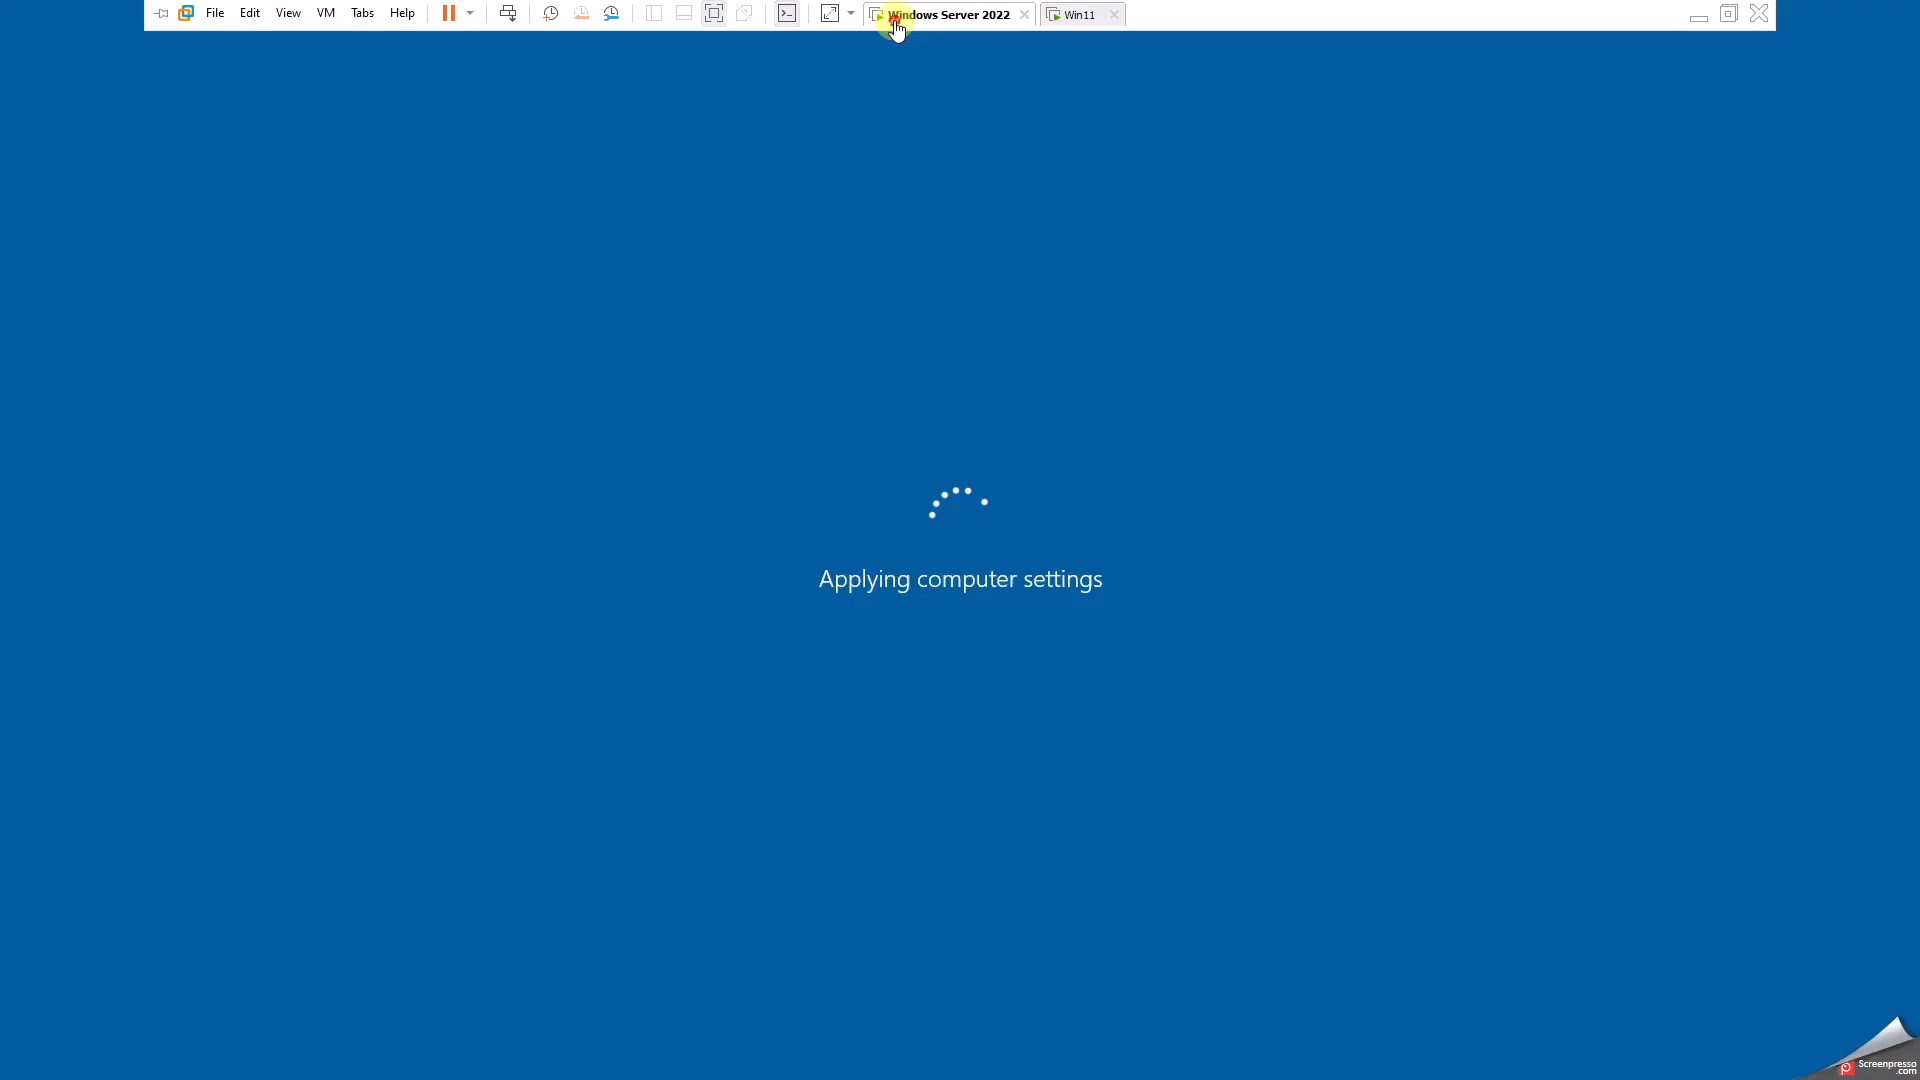 File Edit View VM Tabs Help Windows Server 2022 Win11
Applying computer settings
Screenpresso
.com